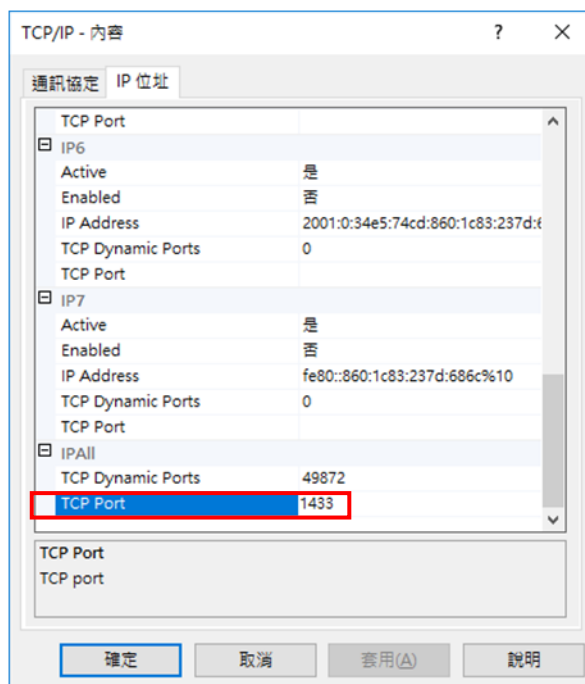 TCP/IP - 內容 ?
通訊協定 IP 位址
TCP Port
IP6
Active 是
Enabled 否
IP Address 2001:0:34e5:74cd:860:1c83:237d:6
TCP Dynamic Ports 0
TCP Port
IP7
Active 是
Enabled 否
IP Address fe80::860:1c83:237d:686c%10
TCP Dynamic Ports 0
TCP Port
IPAll
TCP Dynamic Ports 49872
TCP Port 1433
TCP Port
TCP port
確定 取消 套用(A) 說明